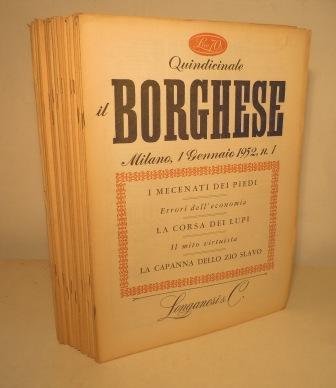 Lire 70
Quindicinale
il BORGHESE
Milano, 1 Gennaio 1952, n. 1
I MECENATI DEI PIEDI
Errori dell'economia
LA CORSA DEI LUPI
Il mito virtuista
LA CAPANNA DELLO ZIO SLAVO
Longanesi & C.